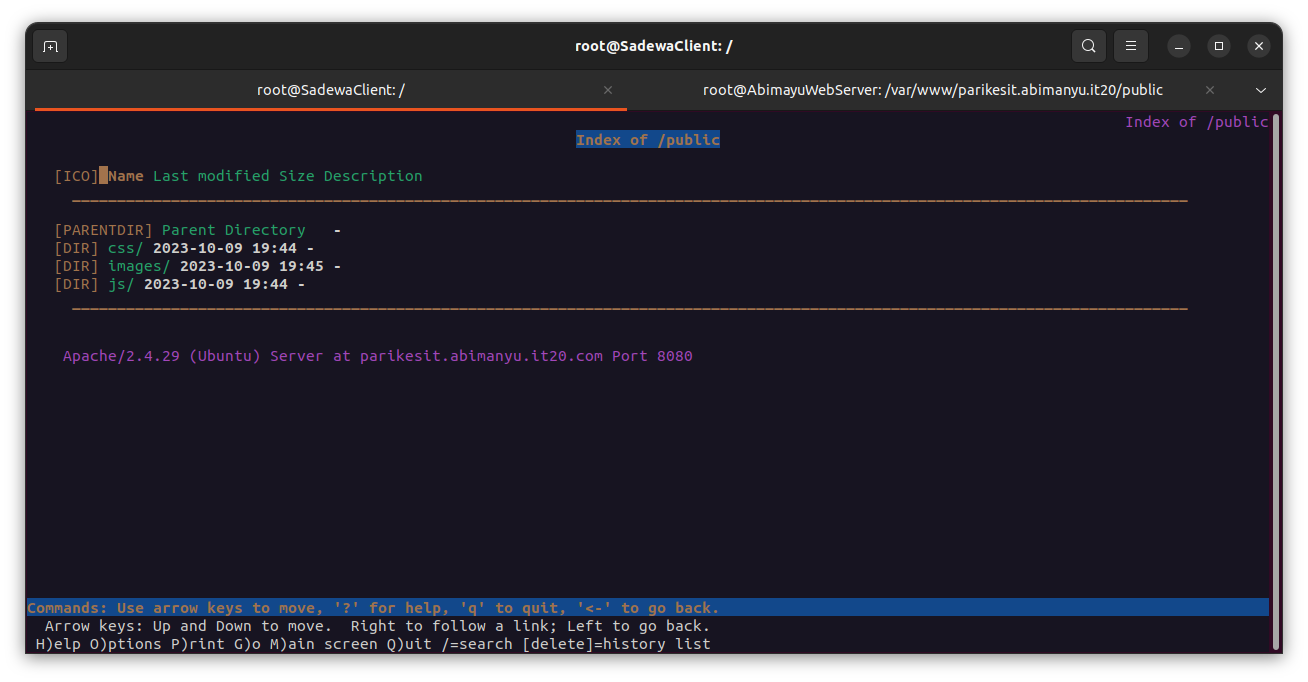 root@SadewaClient: /
root@SadewaClient: /
root@AbimayuWebServer: /var/www/parikesit.abimanyu.it20/public
Index of /public
Index of /public
[ICO] Name Last modified Size Description
[PARENTDIR] Parent Directory -
[DIR] css/ 2023-10-09 19:44 -
[DIR] images/ 2023-10-09 19:45 -
[DIR] js/ 2023-10-09 19:44 -
Apache/2.4.29 (Ubuntu) Server at parikesit.abimanyu.it20.com Port 8080
Commands: Use arrow keys to move, '?' for help, 'q' to quit, '<-' to go back.
Arrow keys: Up and Down to move. Right to follow a link; Left to go back.
H)elp O)ptions P)rint G)o M)ain screen Q)uit /=search [delete]=history list